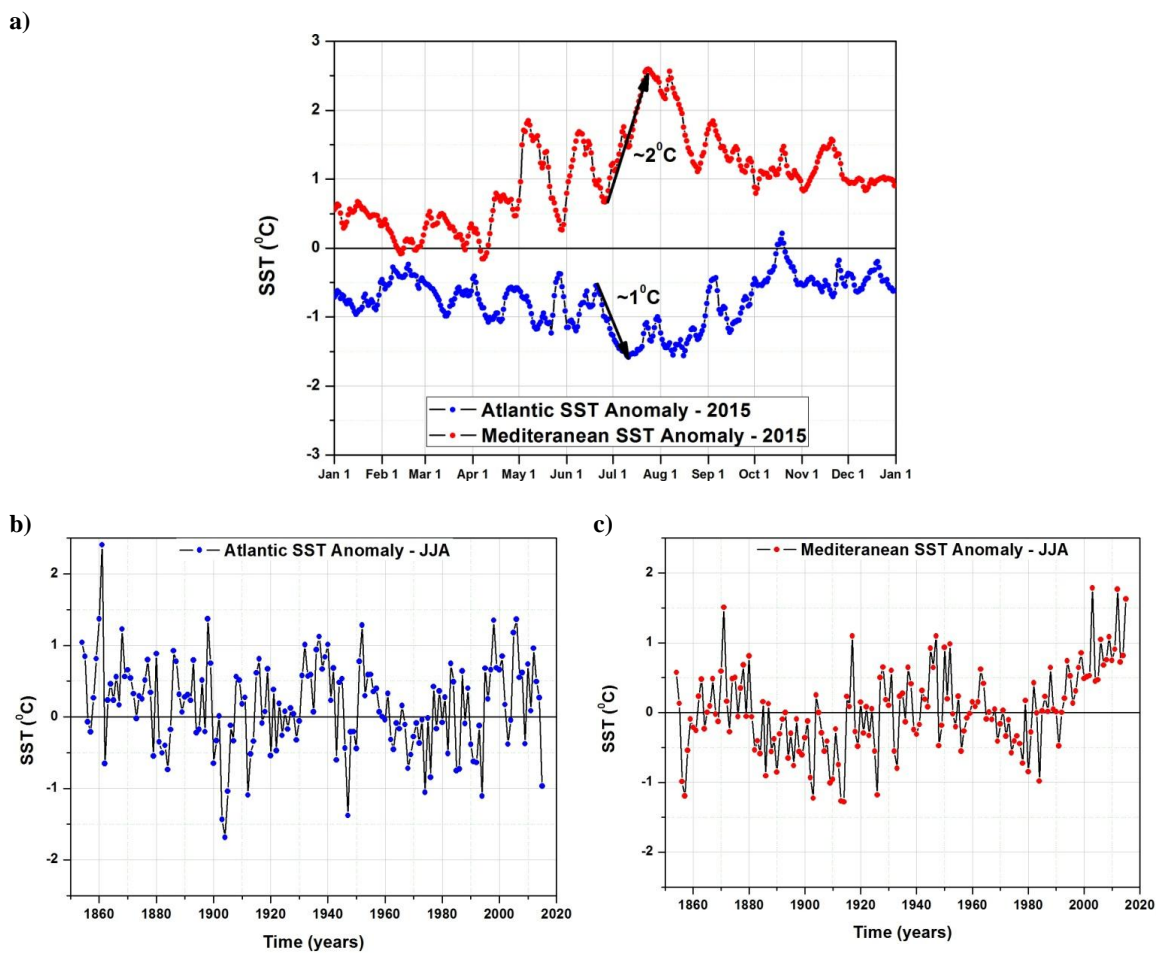 a)
3
2
1
0
-1
-2
-3
SST (⁰C)
~2⁰C
~1⁰C
Atlantic SST Anomaly - 2015
Mediteranean SST Anomaly - 2015
Jan 1 Feb 1 Mar 1 Apr 1 May 1 Jun 1 Jul 1 Aug 1 Sep 1 Oct 1 Nov 1 Dec 1 Jan 1
b)
Atlantic SST Anomaly - JJA
2
1
0
-1
-2
SST (⁰C)
1860 1880 1900 1920 1940 1960 1980 2000 2020
Time (years)
c)
Mediteranean SST Anomaly - JJA
2
1
0
-1
-2
SST (⁰C)
1860 1880 1900 1920 1940 1960 1980 2000 2020
Time (years)